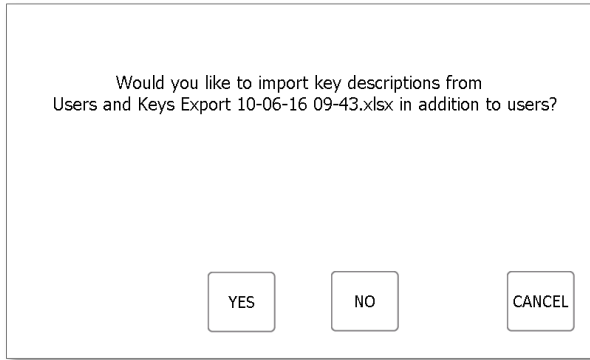 Would you like to import key descriptions from
Users and Keys Export 10-06-16 09-43.xlsx in addition to users?
YES
NO
CANCEL